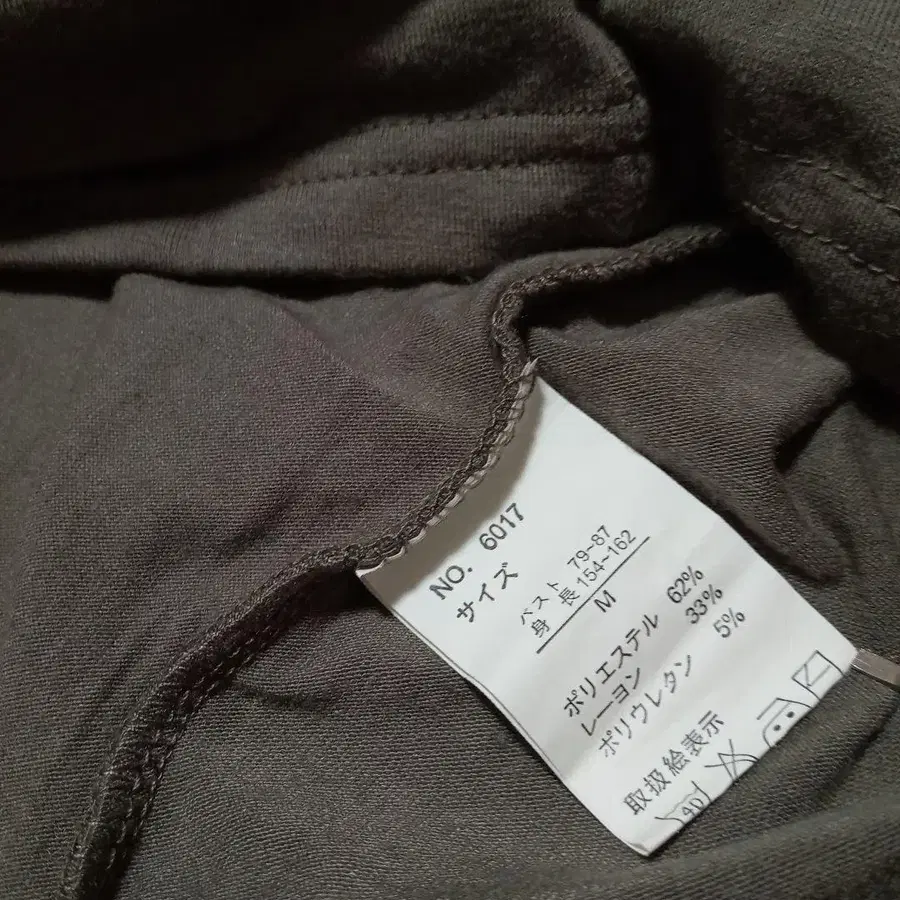 NO. 6017
サイズ
バスト 79~87
身 長 154~162
M
ポリエステル 62%
レーヨン 33%
ポリウレタン 5%
取扱絵表示
40